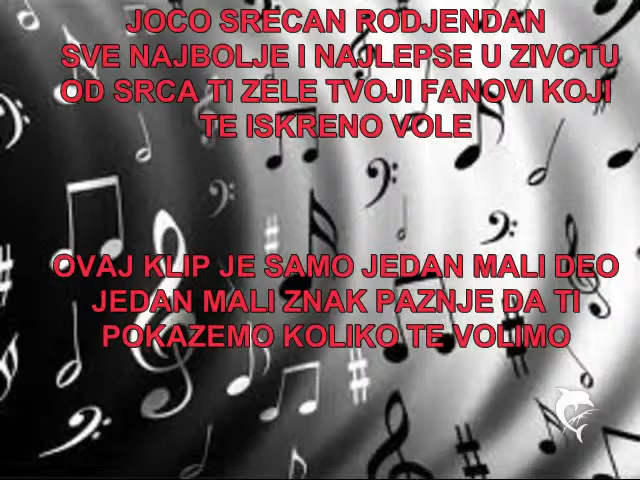 JOCO SRECAN RODJENDAN
SVE NAJBOLJE I NAJLEPSE U ZIVOTU
OD SRCA TI ZELE TVOJI FANOVI KOJI
TE ISKRENO VOLE
OVAJ KLIP JE SAMO JEDAN MALI DEO
JEDAN MALI ZNAK PAZNJE DA TI
POKAZEMO KOLIKO TE VOLIMO